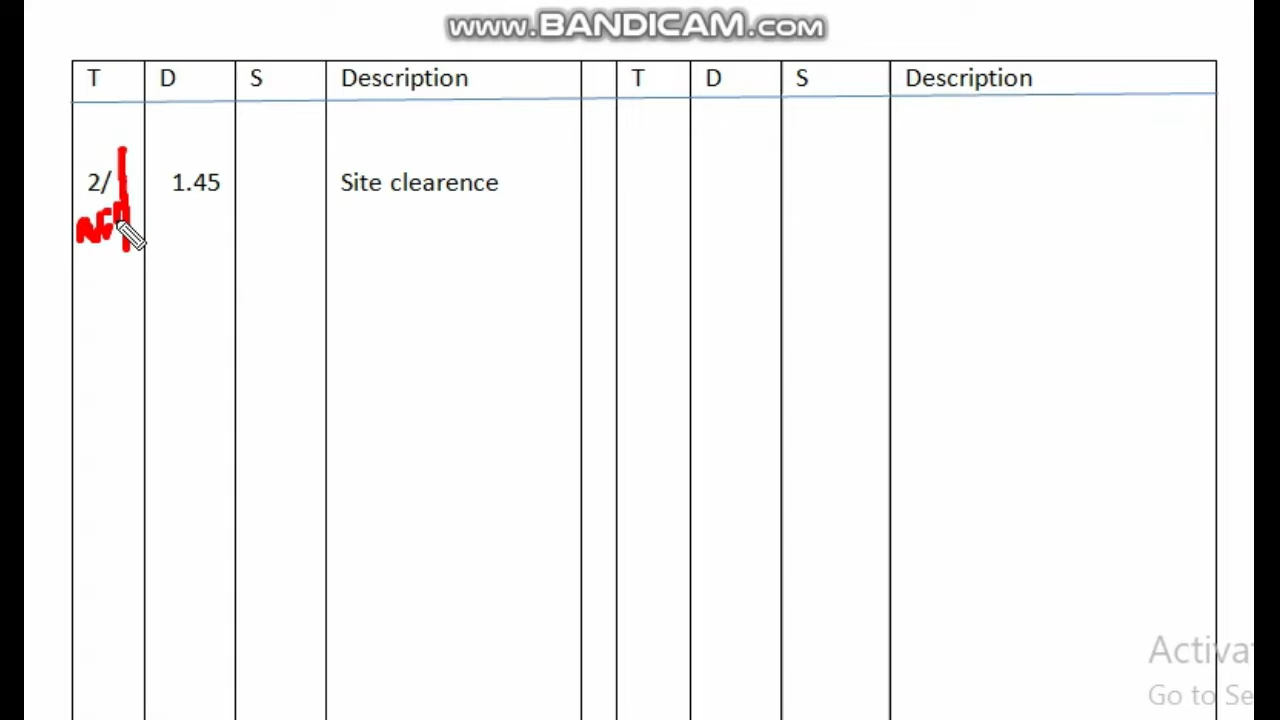 www.BANDICAM.com
T D S Description T D S Description
2/ 1.45 Site clearence
Activat
Go to Se